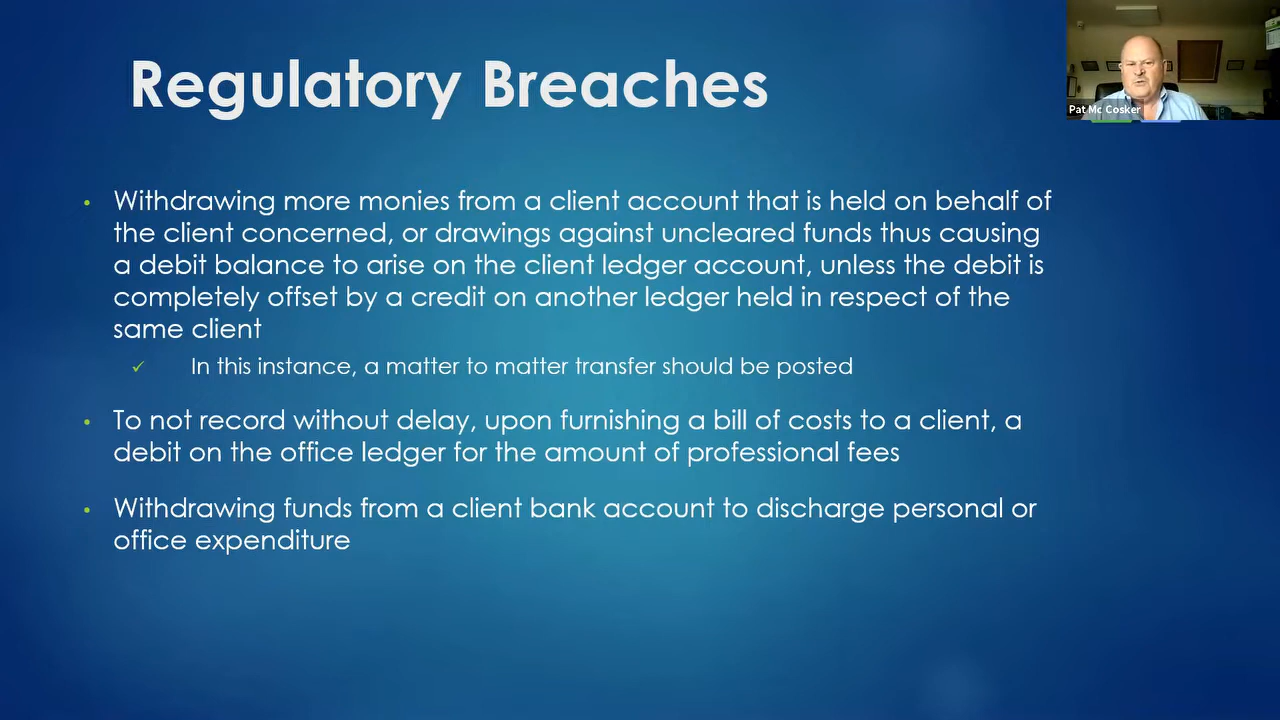 Regulatory Breaches
Pat Mc Cosker
• Withdrawing more monies from a client account that is held on behalf of
the client concerned, or drawings against uncleared funds thus causing
a debit balance to arise on the client ledger account, unless the debit is
completely offset by a credit on another ledger held in respect of the
same client
✓ In this instance, a matter to matter transfer should be posted
• To not record without delay, upon furnishing a bill of costs to a client, a
debit on the office ledger for the amount of professional fees
• Withdrawing funds from a client bank account to discharge personal or
office expenditure